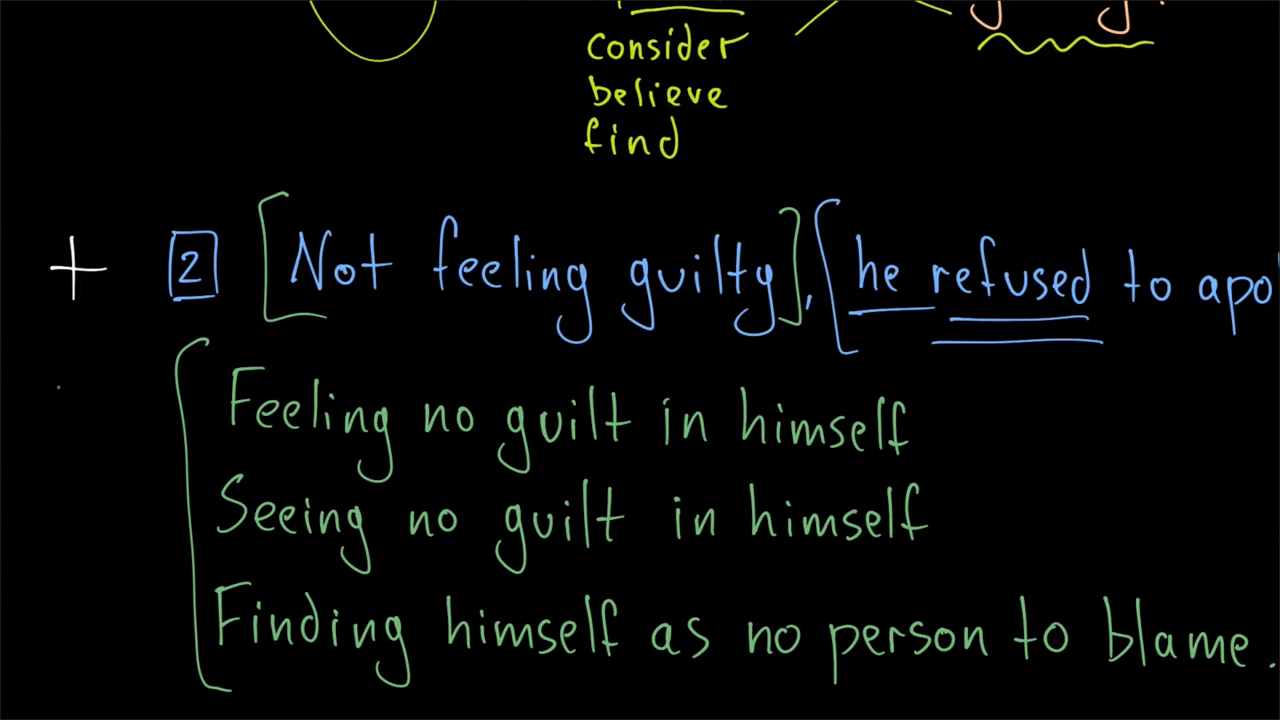 consider
believe
find
+ 2 [Not feeling guilty], [he refused to apo
Feeling no guilt in himself
Seeing no guilt in himself
Finding himself as no person to blame.